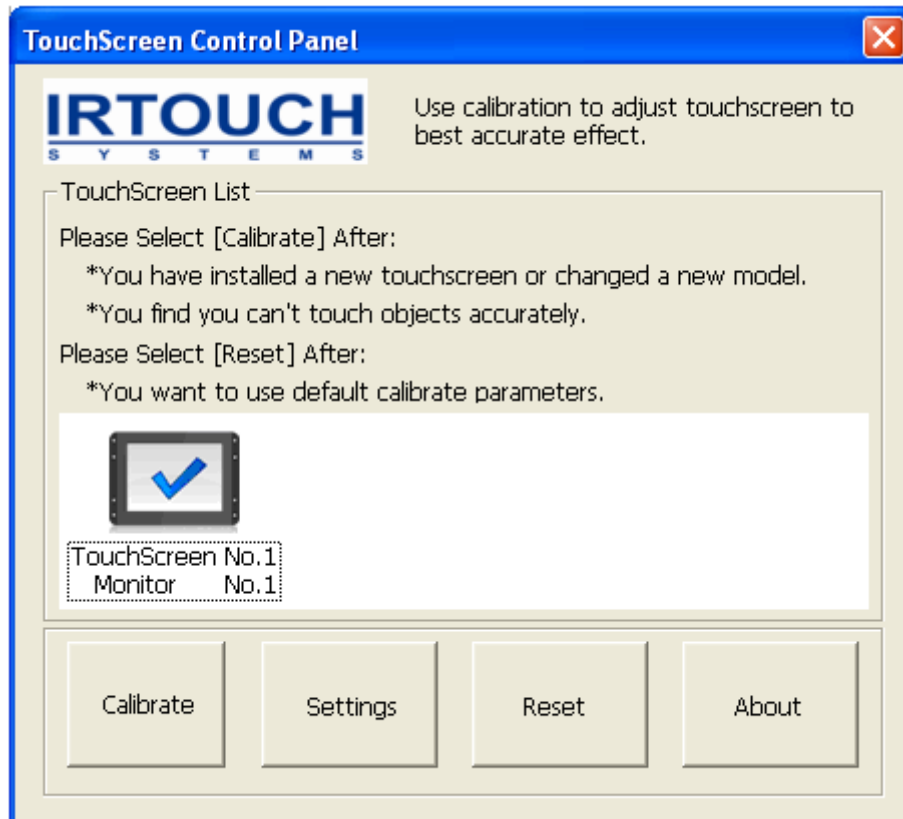 TouchScreen Control Panel
IRTOUCH
SYSTEMS
Use calibration to adjust touchscreen to
best accurate effect.
TouchScreen List
Please Select [Calibrate] After:
*You have installed a new touchscreen or changed a new model.
*You find you can't touch objects accurately.
Please Select [Reset] After:
*You want to use default calibrate parameters.
TouchScreen No.1
Monitor No.1
Calibrate
Settings
Reset
About